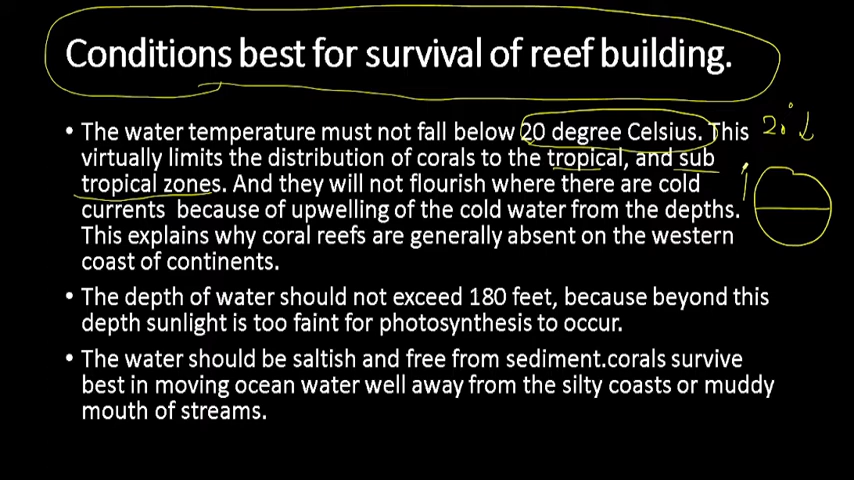 Conditions best for survival of reef building.
• The water temperature must not fall below 20 degree Celsius. This
virtually limits the distribution of corals to the tropical, and sub
tropical zones. And they will not flourish where there are cold
currents because of upwelling of the cold water from the depths.
This explains why coral reefs are generally absent on the western
coast of continents.
• The depth of water should not exceed 180 feet, because beyond this
depth sunlight is too faint for photosynthesis to occur.
• The water should be saltish and free from sediment.corals survive
best in moving ocean water well away from the silty coasts or muddy
mouth of streams.